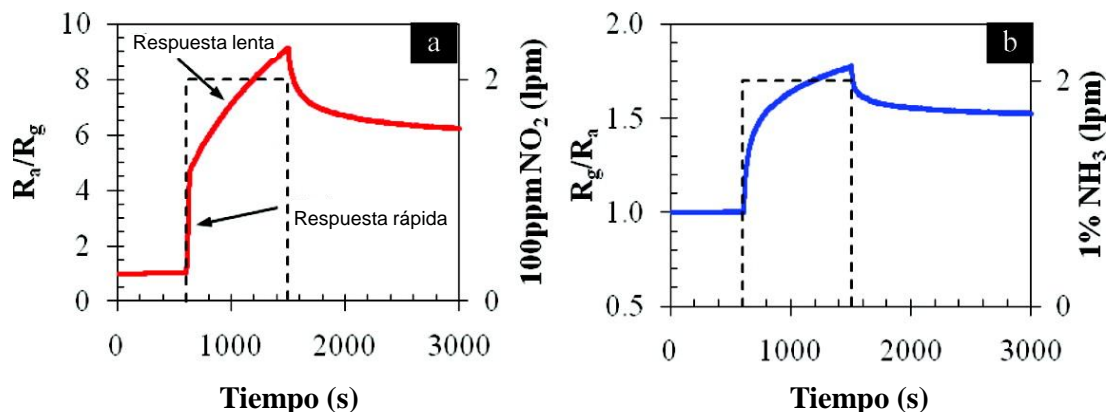 10
8
6
4
2
0
Respuesta lenta
Respuesta rápida
a
2
0
Rₐ/R_g
100ppm NO₂ (lpm)
0 1000 2000 3000
Tiempo (s)
2.0
1.5
1.0
0.5
b
2
0
R_g/Rₐ
1% NH₃ (lpm)
0 1000 2000 3000
Tiempo (s)